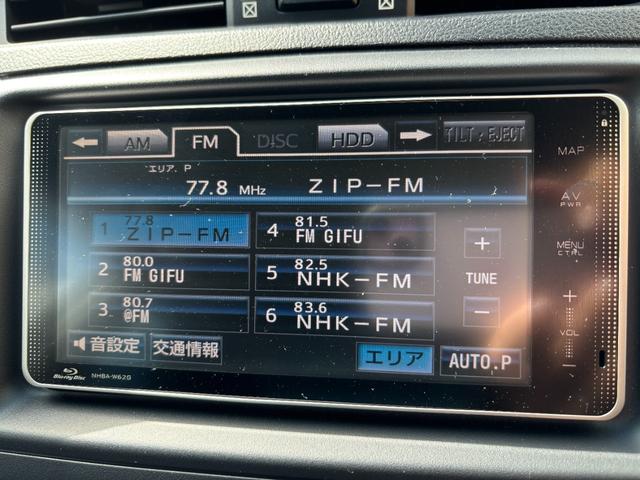 AM FM DISC HDD TILT・EJECT
エリア. P
77.8 MHz ZIP-FM
1 77.8 ZIP-FM
2 80.0 FM GIFU
3 80.7 @FM
4 81.5 FM GIFU
5 82.5 NHK-FM
6 83.6 NHK-FM
+
TUNE
−
音設定 交通情報 エリア AUTO.P
MAP
AV
PWR
MENU
CTRL
+
VOL
−
Blu-ray Disc NHBA-W62G